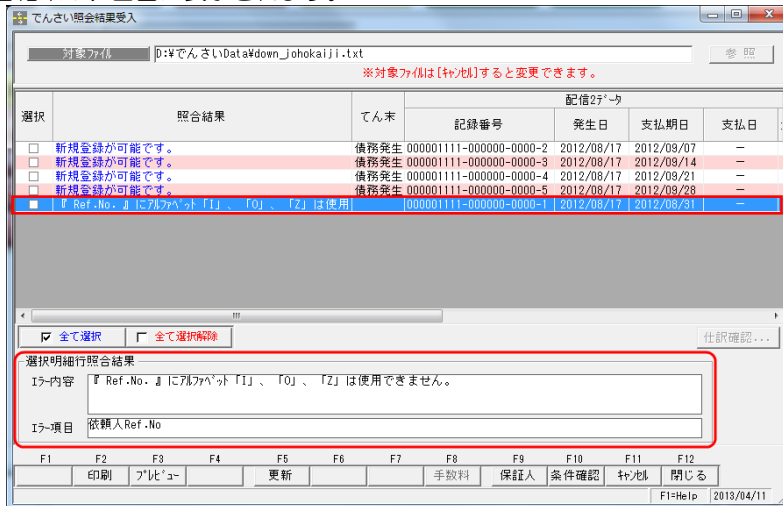 でんさい照会結果受入
対象ﾌｧｲﾙ D:¥でんさいData¥down_johokaiji.txt 参 照
※対象ﾌｧｲﾙは[ｷｬﾝｾﾙ]すると変更できます。
選択 照合結果 てん末 配信2ﾃﾞｰﾀ
記録番号 発生日 支払期日 支払日
新規登録が可能です。 債務発生 000001111-000000-0000-2 2012/08/17 2012/09/07 －
新規登録が可能です。 債務発生 000001111-000000-0000-3 2012/08/17 2012/09/14 －
新規登録が可能です。 債務発生 000001111-000000-0000-4 2012/08/17 2012/09/21 －
新規登録が可能です。 債務発生 000001111-000000-0000-5 2012/08/17 2012/09/28 －
『 Ref.No. 』にｱﾙﾌｧﾍﾞｯﾄ「I」、「O」、「Z」は使用 000001111-000000-0000-1 2012/08/17 2012/08/31 －
全て選択 全て選択解除 仕訳確認...
選択明細行照合結果
ｴﾗｰ内容 『 Ref.No. 』にｱﾙﾌｧﾍﾞｯﾄ「I」、「O」、「Z」は使用できません。
ｴﾗｰ項目 依頼人Ref.No
F1 F2 F3 F4 F5 F6 F7 F8 F9 F10 F11 F12
印刷 ﾌﾟﾚﾋﾞｭｰ 更新 手数料 保証人 条件確認 ｷｬﾝｾﾙ 閉じる
F1=Help 2013/04/11